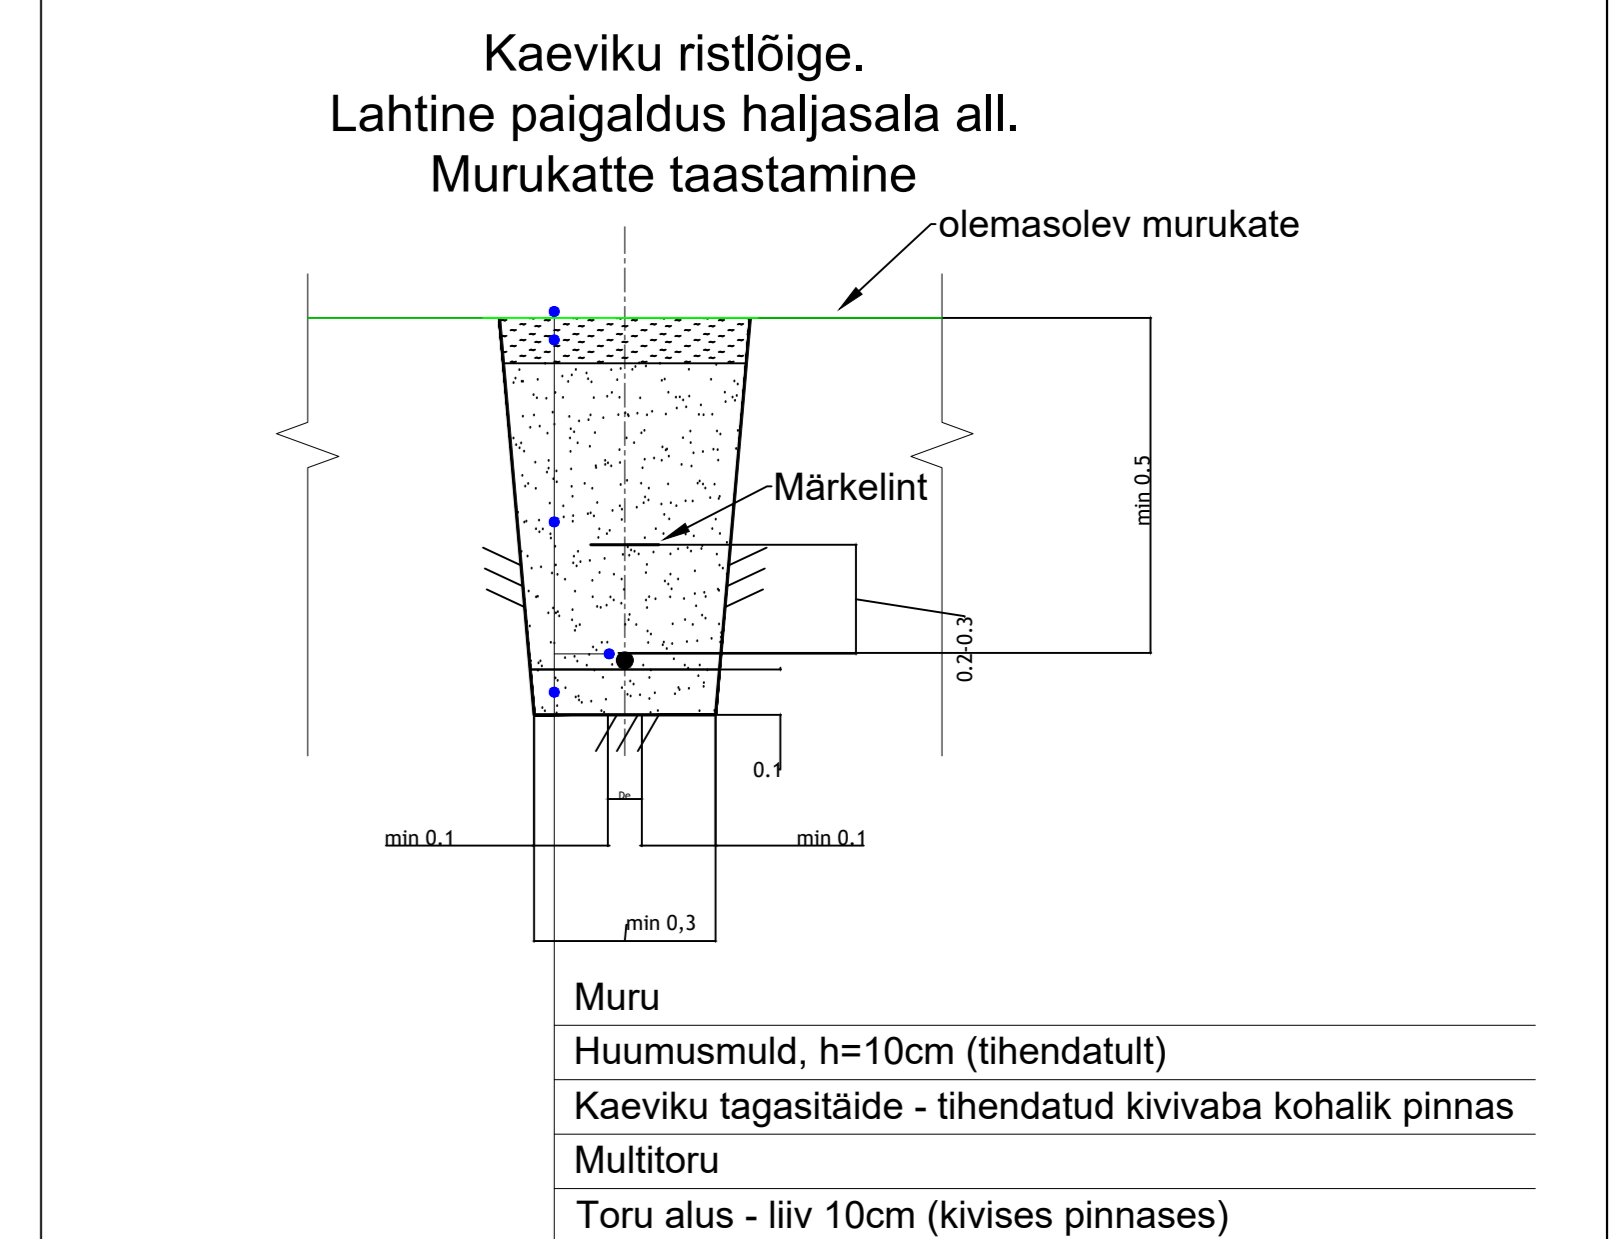 Kaeviku ristlõige.
Lahtine paigaldus haljasala all.
Murukatte taastamine
olemasolev murukate
min 0.5
Märkelint
0.2-0.3
0.1
De
min 0.1
min 0.1
min 0,3
Muru
Huumusmuld, h=10cm (tihendatult)
Kaeviku tagasitäide - tihendatud kivivaba kohalik pinnas
Multitoru
Toru alus - liiv 10cm (kivises pinnases)